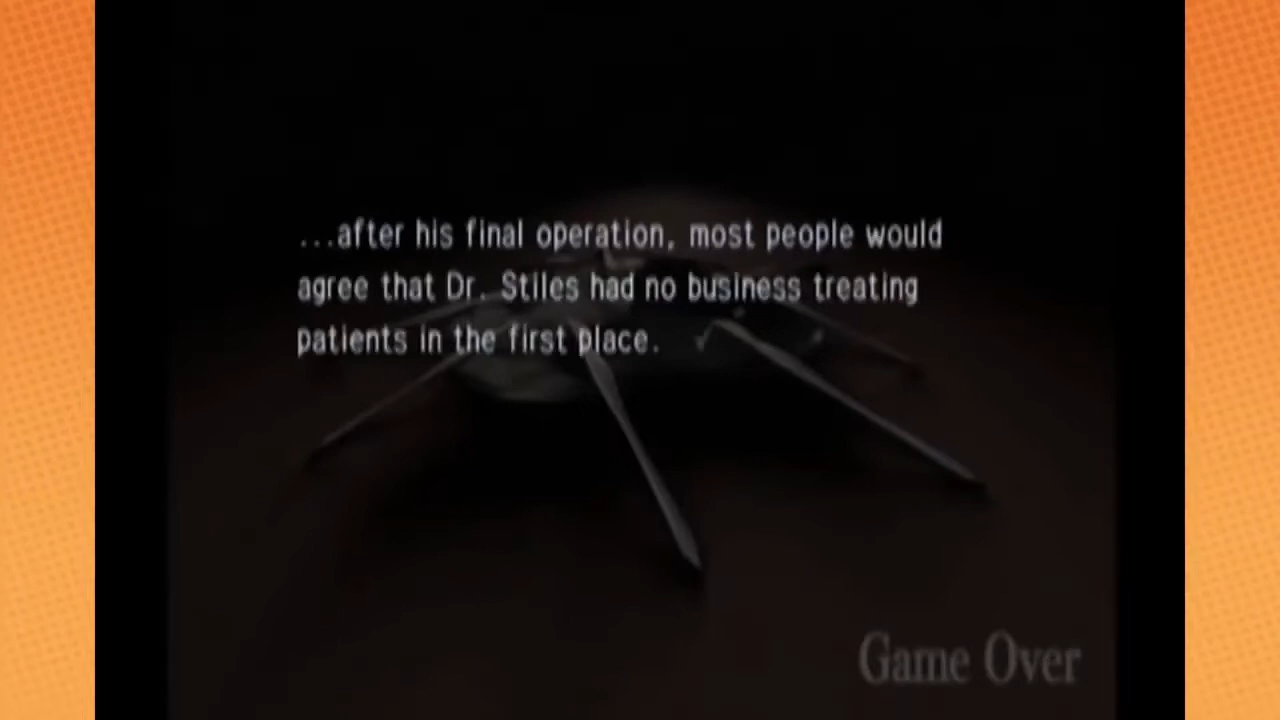 ...after his final operation, most people would
agree that Dr. Stiles had no business treating
patients in the first place.
Game Over